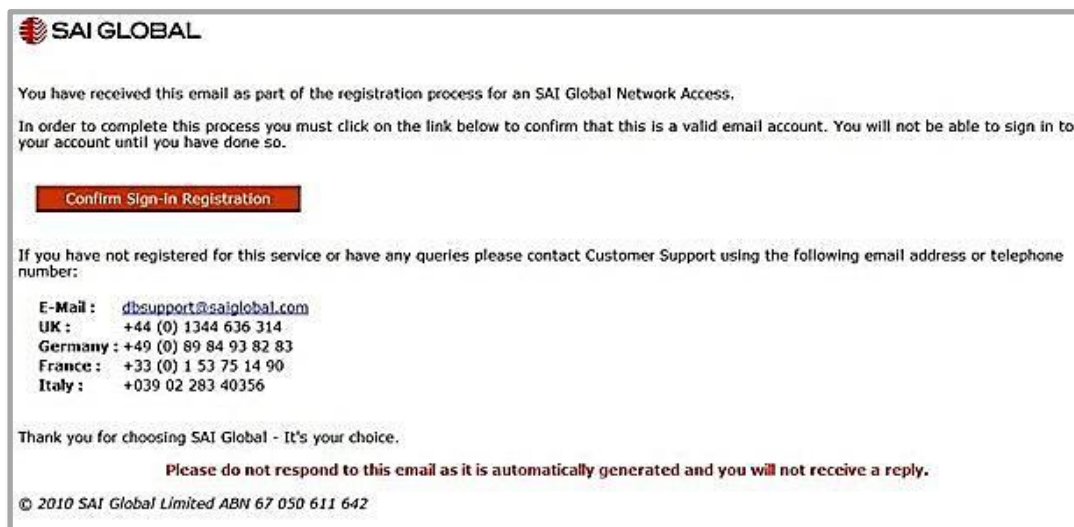 SAI GLOBAL
You have received this email as part of the registration process for an SAI Global Network Access.
In order to complete this process you must click on the link below to confirm that this is a valid email account. You will not be able to sign in to
your account until you have done so.
Confirm Sign-in Registration
If you have not registered for this service or have any queries please contact Customer Support using the following email address or telephone
number:
E-Mail : dbsupport@saiglobal.com
UK : +44 (0) 1344 636 314
Germany : +49 (0) 89 84 93 82 83
France : +33 (0) 1 53 75 14 90
Italy : +039 02 283 40356
Thank you for choosing SAI Global - It's your choice.
Please do not respond to this email as it is automatically generated and you will not receive a reply.
© 2010 SAI Global Limited ABN 67 050 611 642